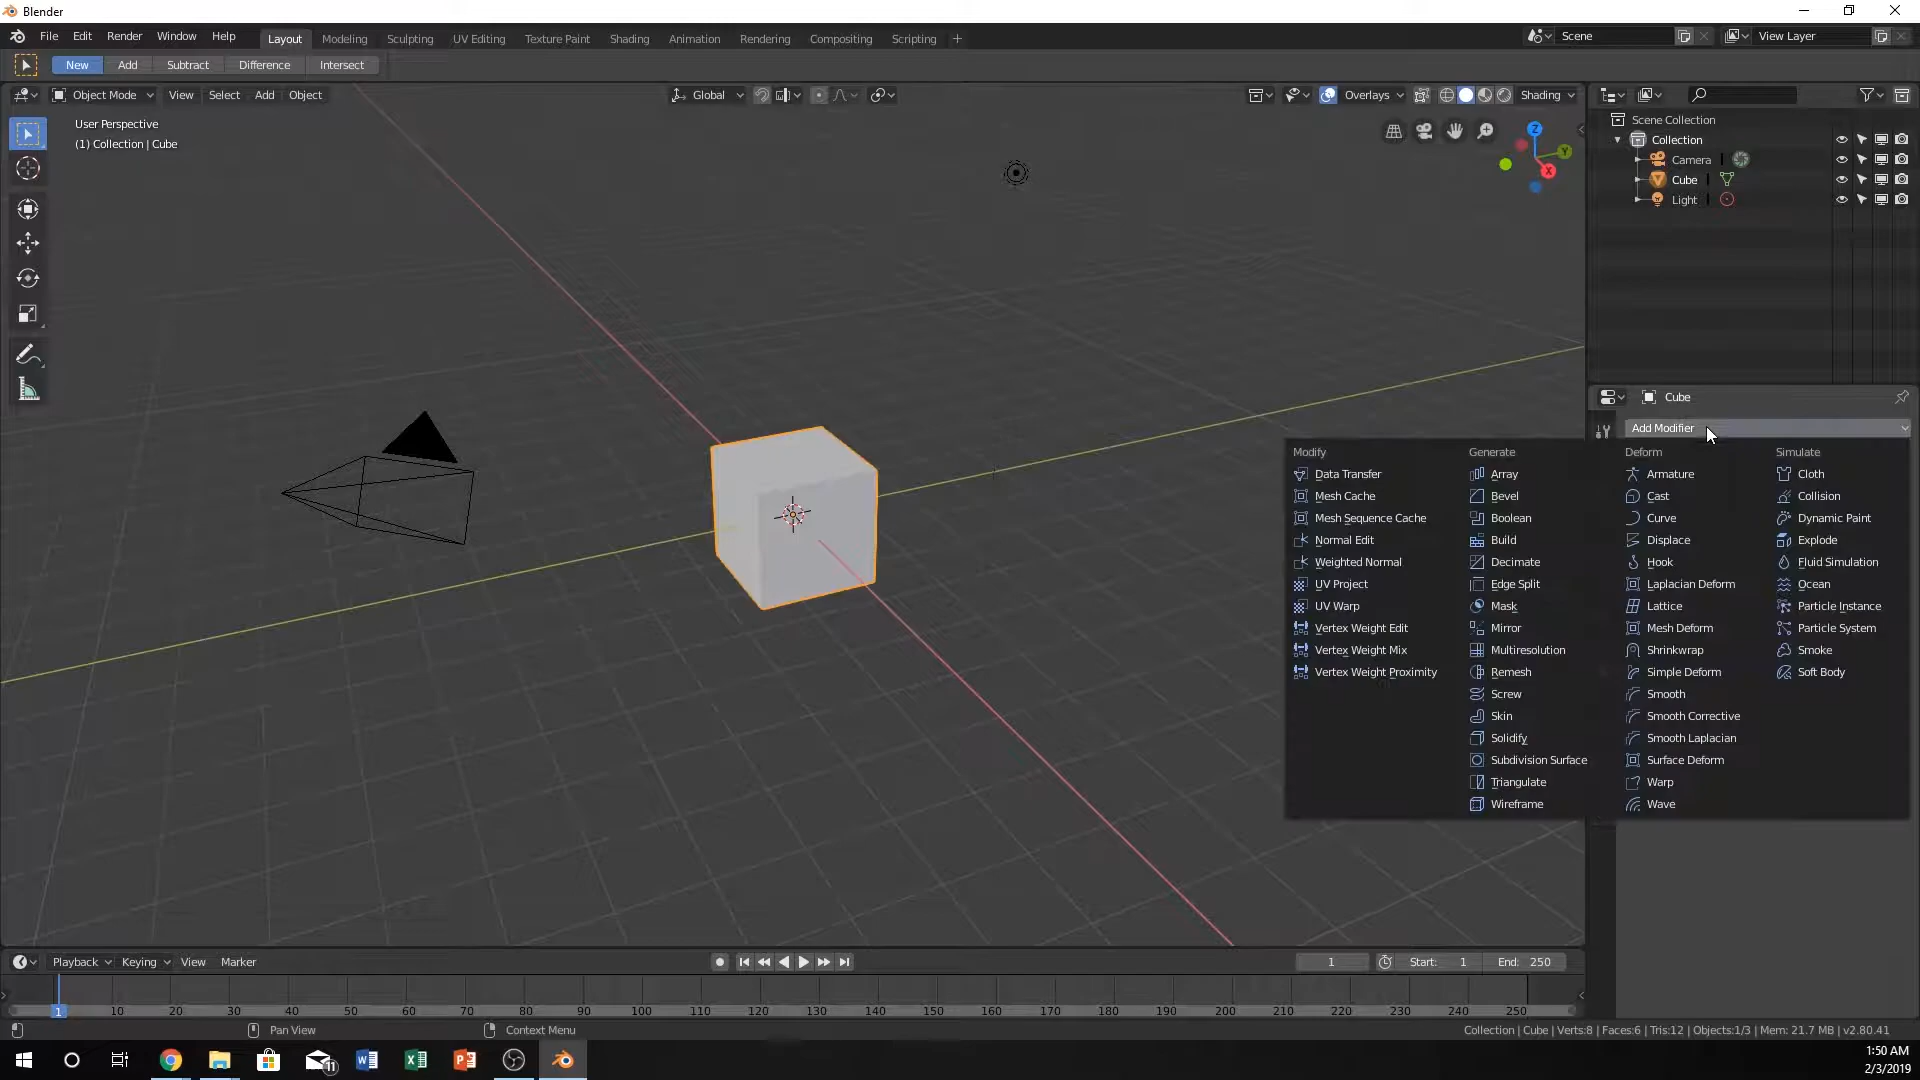 Blender
File Edit Render Window Help Layout Modeling Sculpting UV Editing Texture Paint Shading Animation Rendering Compositing Scripting + Scene View Layer
New Add Subtract Difference Intersect
Object Mode View Select Add Object Global Overlays Shading
User Perspective
(1) Collection | Cube
Z
Y
X
Scene Collection
Collection
Camera
Cube
Light
Cube
Add Modifier
Modify Generate Deform Simulate
Data Transfer Array Armature Cloth
Mesh Cache Bevel Cast Collision
Mesh Sequence Cache Boolean Curve Dynamic Paint
Normal Edit Build Displace Explode
Weighted Normal Decimate Hook Fluid Simulation
UV Project Edge Split Laplacian Deform Ocean
UV Warp Mask Lattice Particle Instance
Vertex Weight Edit Mirror Mesh Deform Particle System
Vertex Weight Mix Multiresolution Shrinkwrap Smoke
Vertex Weight Proximity Remesh Simple Deform Soft Body
Screw Smooth
Skin Smooth Corrective
Solidify Smooth Laplacian
Subdivision Surface Surface Deform
Triangulate Warp
Wireframe Wave
Playback Keying View Marker 1 Start: 1 End: 250
1 10 20 30 40 50 60 70 80 90 100 110 120 130 140 150 160 170 180 190 200 210 220 230 240 250
Pan View Context Menu Collection | Cube | Verts:8 | Faces:6 | Tris:12 | Objects:1/3 | Mem: 21.7 MB | v2.80.41
11
1:50 AM
2/3/2019